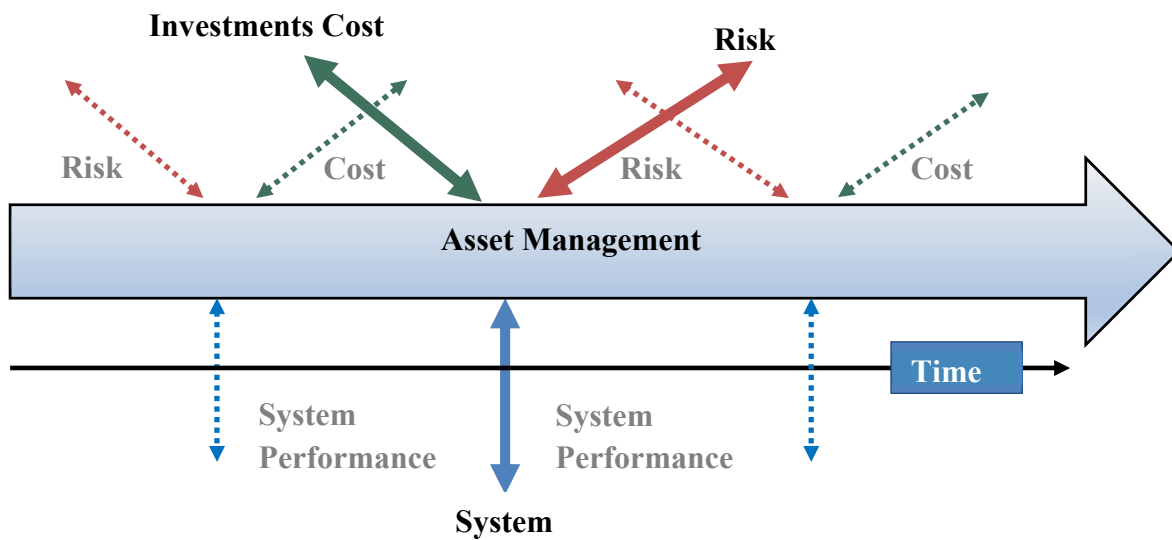 Investments Cost
Risk
Risk
Cost
Risk
Cost
Asset Management
Time
System
Performance
System
Performance
System